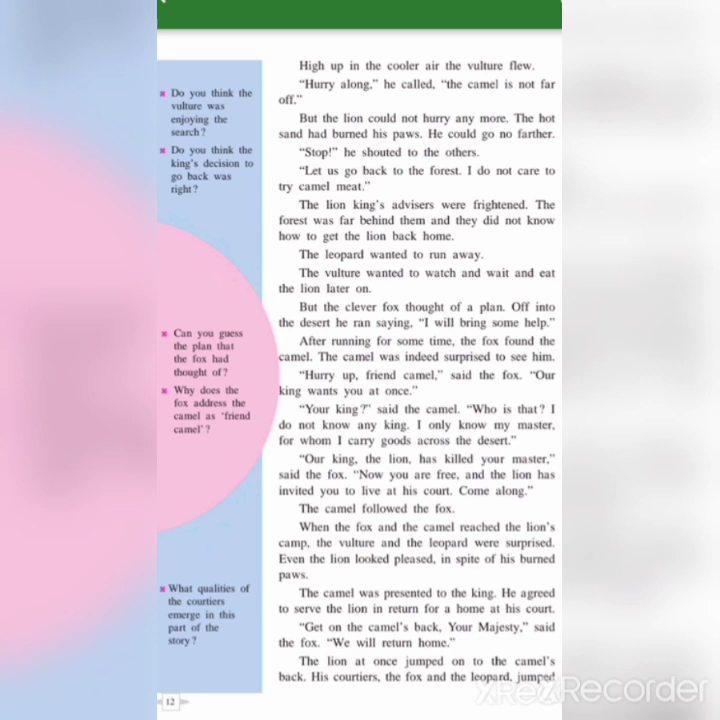 High up in the cooler air the vulture flew.
“Hurry along,” he called, “the camel is not far
off.”
But the lion could not hurry any more. The hot
sand had burned his paws. He could go no farther.
“Stop!” he shouted to the others.
“Let us go back to the forest. I do not care to
try camel meat.”
The lion king’s advisers were frightened. The
forest was far behind them and they did not know
how to get the lion back home.
The leopard wanted to run away.
The vulture wanted to watch and wait and eat
the lion later on.
But the clever fox thought of a plan. Off into
the desert he ran saying, “I will bring some help.”
After running for some time, the fox found the
camel. The camel was indeed surprised to see him.
“Hurry up, friend camel,” said the fox. “Our
king wants you at once.”
“Your king?” said the camel. “Who is that? I
do not know any king. I only know my master,
for whom I carry goods across the desert.”
“Our king, the lion, has killed your master,”
said the fox. “Now you are free, and the lion has
invited you to live at his court. Come along.”
The camel followed the fox.
When the fox and the camel reached the lion’s
camp, the vulture and the leopard were surprised.
Even the lion looked pleased, in spite of his burned
paws.
The camel was presented to the king. He agreed
to serve the lion in return for a home at his court.
“Get on the camel’s back, Your Majesty,” said
the fox. “We will return home.”
The lion at once jumped on to the camel’s
back. His courtiers, the fox and the leopard, jumped
Do you think the
vulture was
enjoying the
search?
Do you think the
king’s decision to
go back was
right?
Can you guess
the plan that
the fox had
thought of?
Why does the
fox address the
camel as ‘friend
camel’?
What qualities of
the courtiers
emerge in this
part of the
story?
12
XRecorder